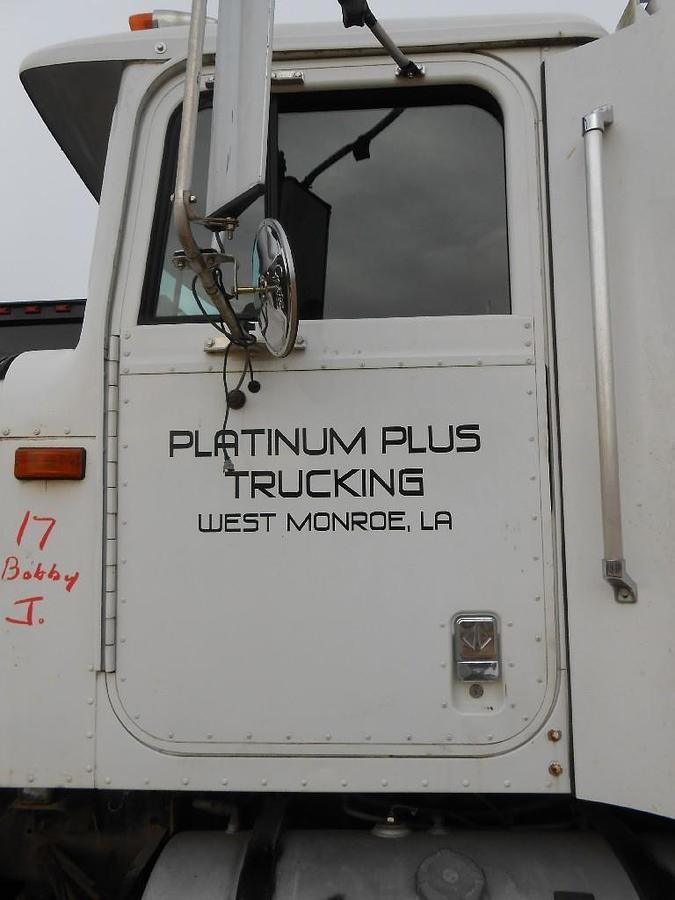 PLATINUM PLUS
TRUCKING
WEST MONROE, LA
17
Bobby
J.